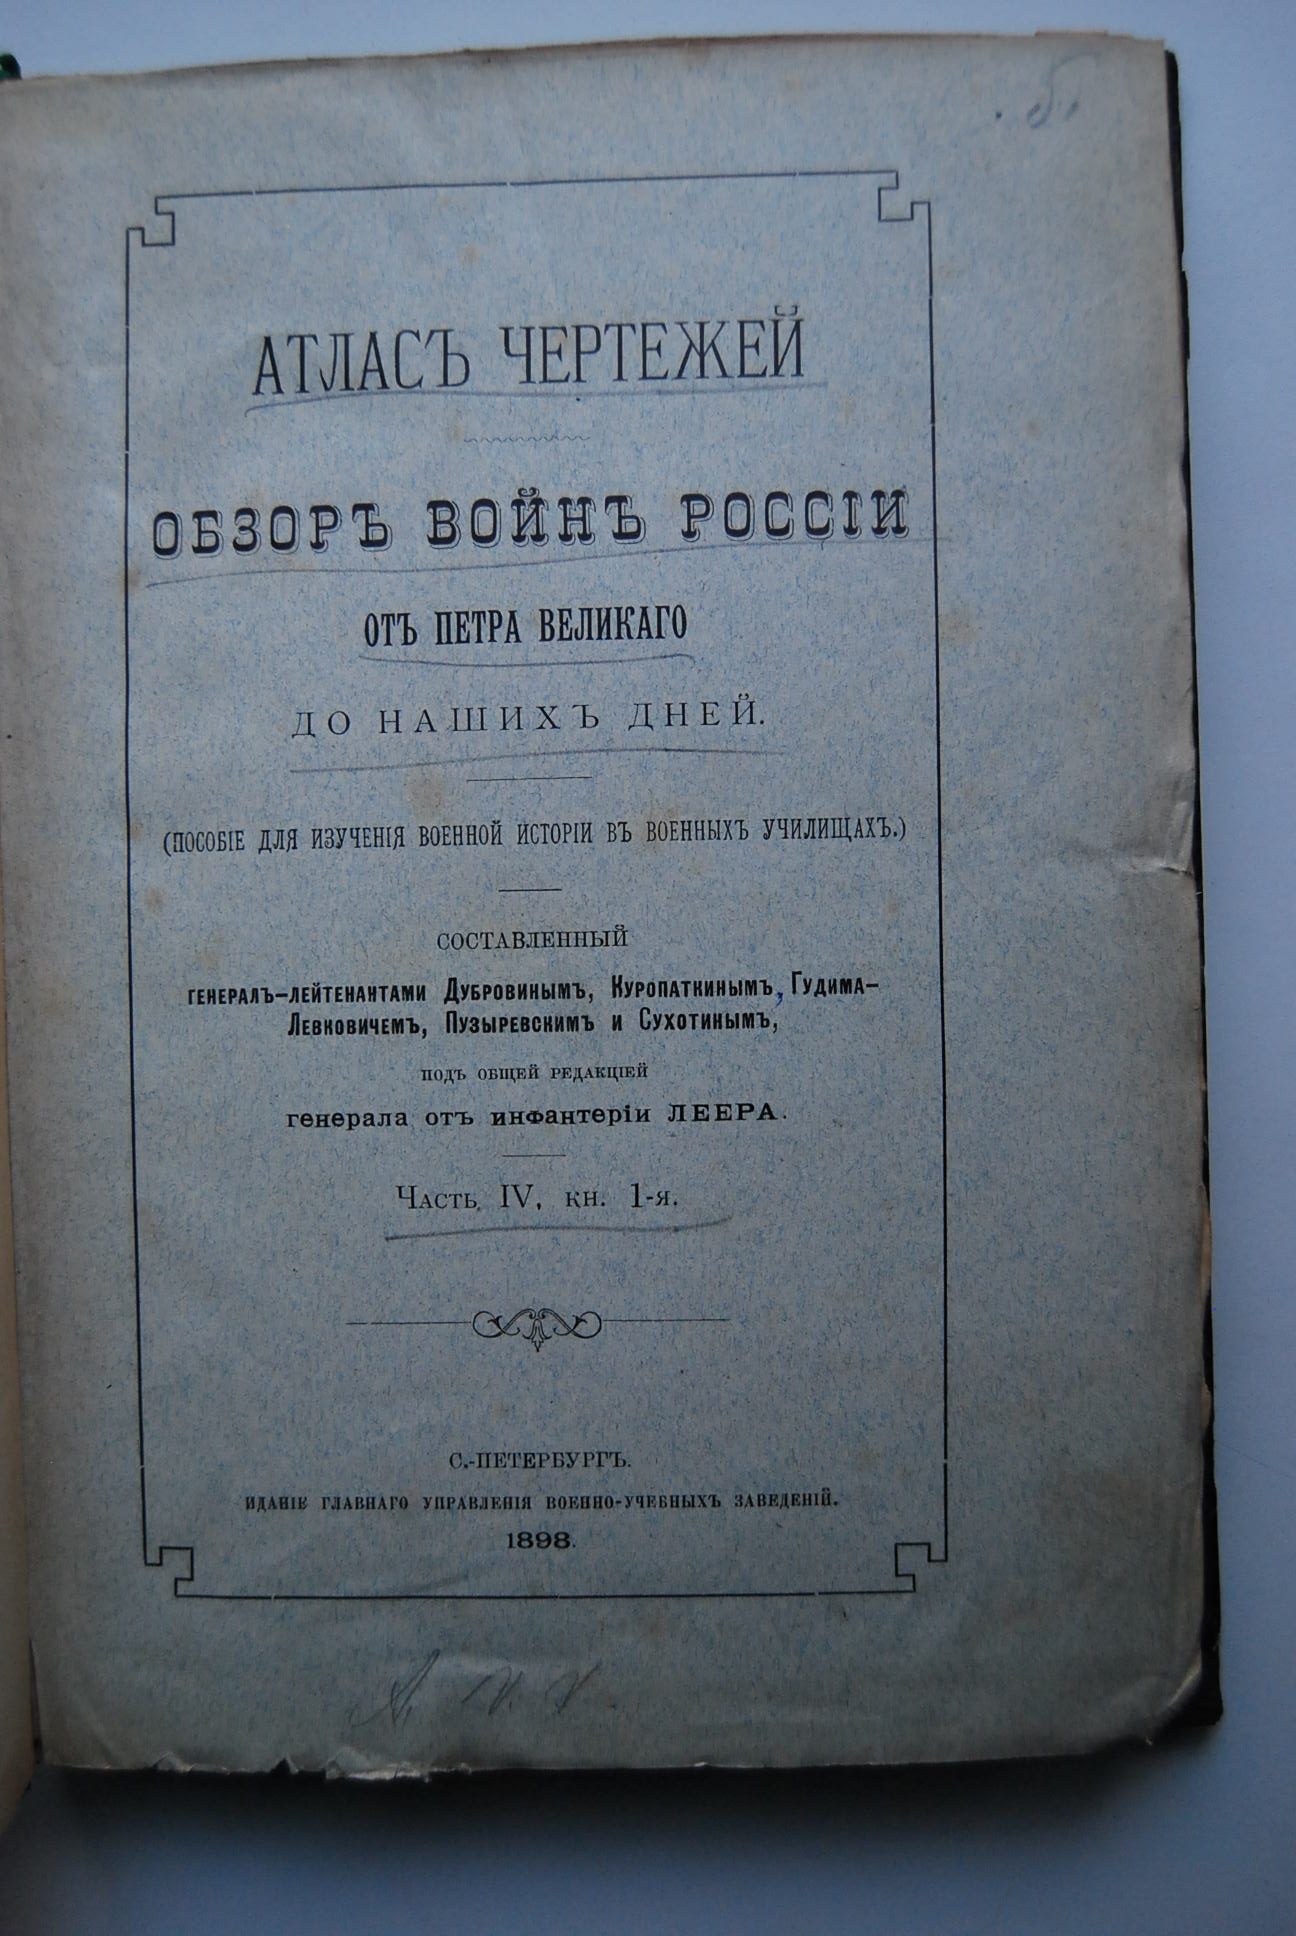 АТЛАСЪ ЧЕРТЕЖЕЙ
ОБЗОРЪ ВОЙНЪ РОССІИ
ОТЪ ПЕТРА ВЕЛИКАГО
ДО НАШИХЪ ДНЕЙ.
(ПОСОБІЕ ДЛЯ ИЗУЧЕНІЯ ВОЕННОЙ ИСТОРІИ ВЪ ВОЕННЫХЪ УЧИЛИЩАХЪ.)
СОСТАВЛЕННЫЙ
ГЕНЕРАЛЪ-ЛЕЙТЕНАНТАМИ ДУБРОВИНЫМЪ, КУРОПАТКИНЫМЪ, ГУДИМА-
ЛЕВКОВИЧЕМЪ, ПУЗЫРЕВСКИМЪ И СУХОТИНЫМЪ,
ПОДЪ ОБЩЕЙ РЕДАКЦІЕЙ
генерала отъ инфантеріи ЛЕЕРА.
ЧАСТЬ IV, КН. 1-Я.
С.-ПЕТЕРБУРГЪ.
ИДАНІЕ ГЛАВНАГО УПРАВЛЕНІЯ ВОЕННО-УЧЕБНЫХЪ ЗАВЕДЕНІЙ.
1898.